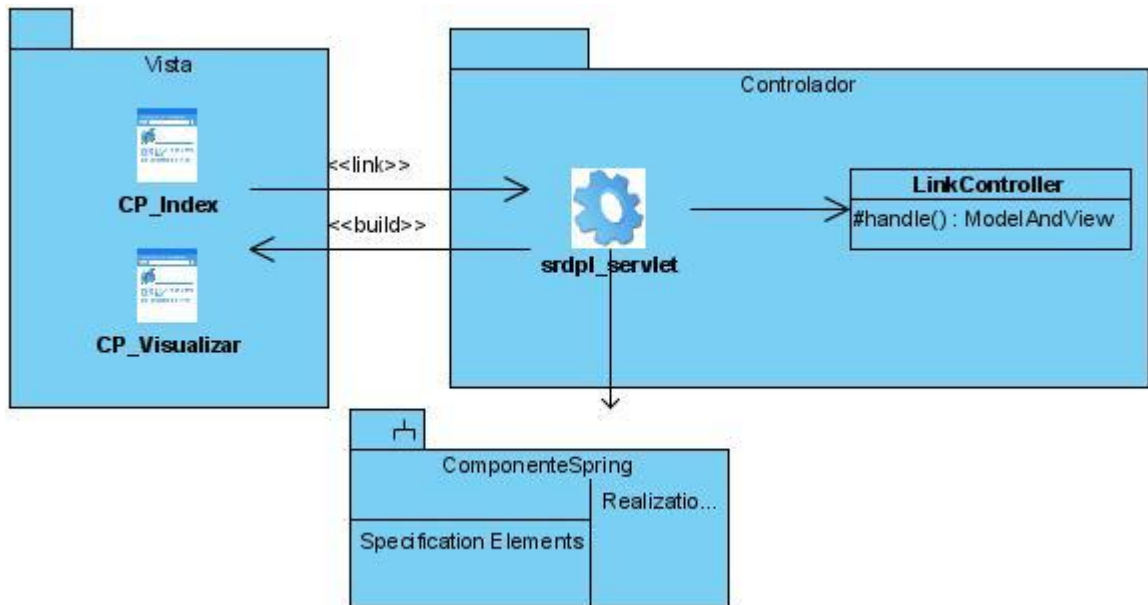 Vista
CP_Index
CP_Visualizar
<<link>>
<<build>>
Controlador
srdpl_servlet
LinkController
#handle() : ModelAndView
ComponenteSpring
Realizatio...
Specification Elements